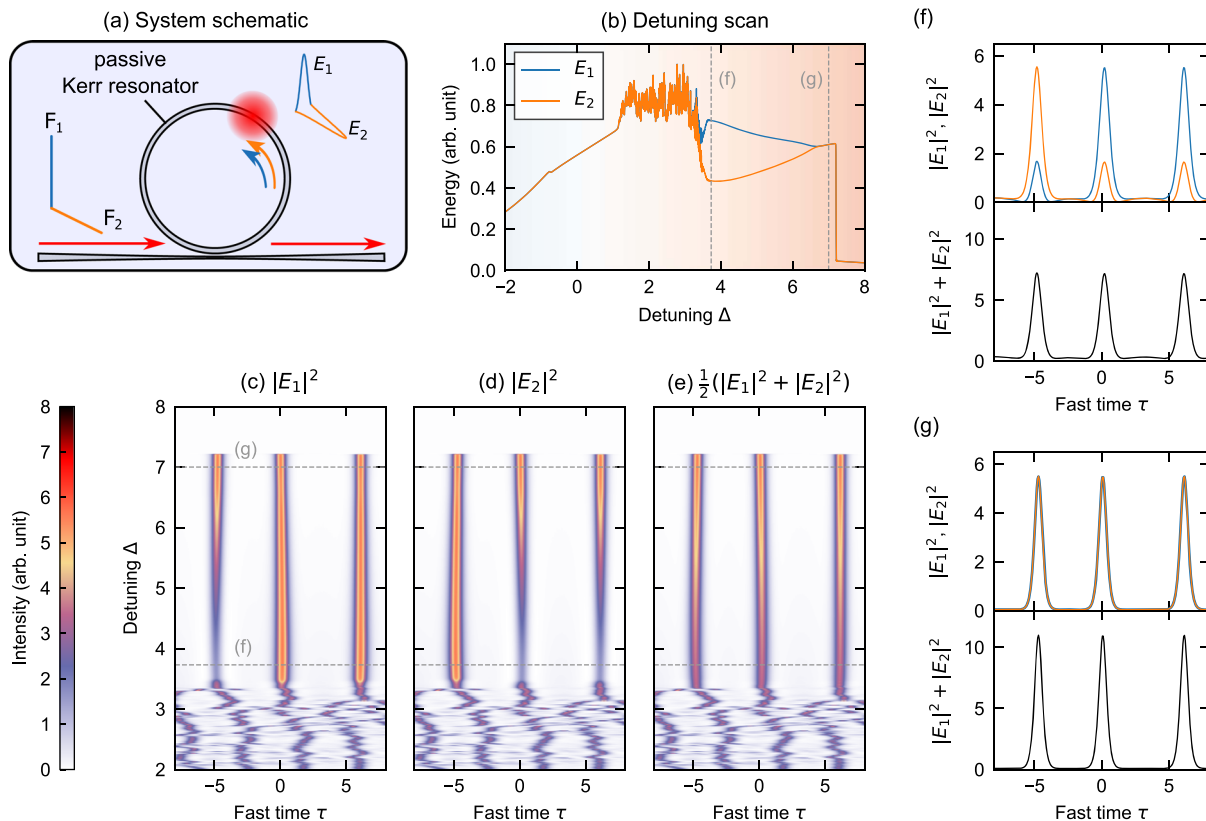 (a) System schematic
passive
Kerr resonator
F1
F2
E1
E2
(b) Detuning scan
Energy (arb. unit)
1.0
0.8
0.6
0.4
0.2
0.0
E1
E2
(f)
(g)
−2
0
2
4
6
8
Detuning Δ
(c) |E1|²
(d) |E2|²
(e) ½(|E1|² + |E2|²)
Intensity (arb. unit)
8
7
6
5
4
3
2
1
0
Detuning Δ
8
7
6
5
4
3
2
(g)
(f)
−5
0
5
Fast time τ
−5
0
5
Fast time τ
−5
0
5
Fast time τ
(f)
|E1|², |E2|²
6
4
2
0
|E1|² + |E2|²
10
5
0
−5
0
5
Fast time τ
(g)
|E1|², |E2|²
6
4
2
0
|E1|² + |E2|²
10
5
0
−5
0
5
Fast time τ